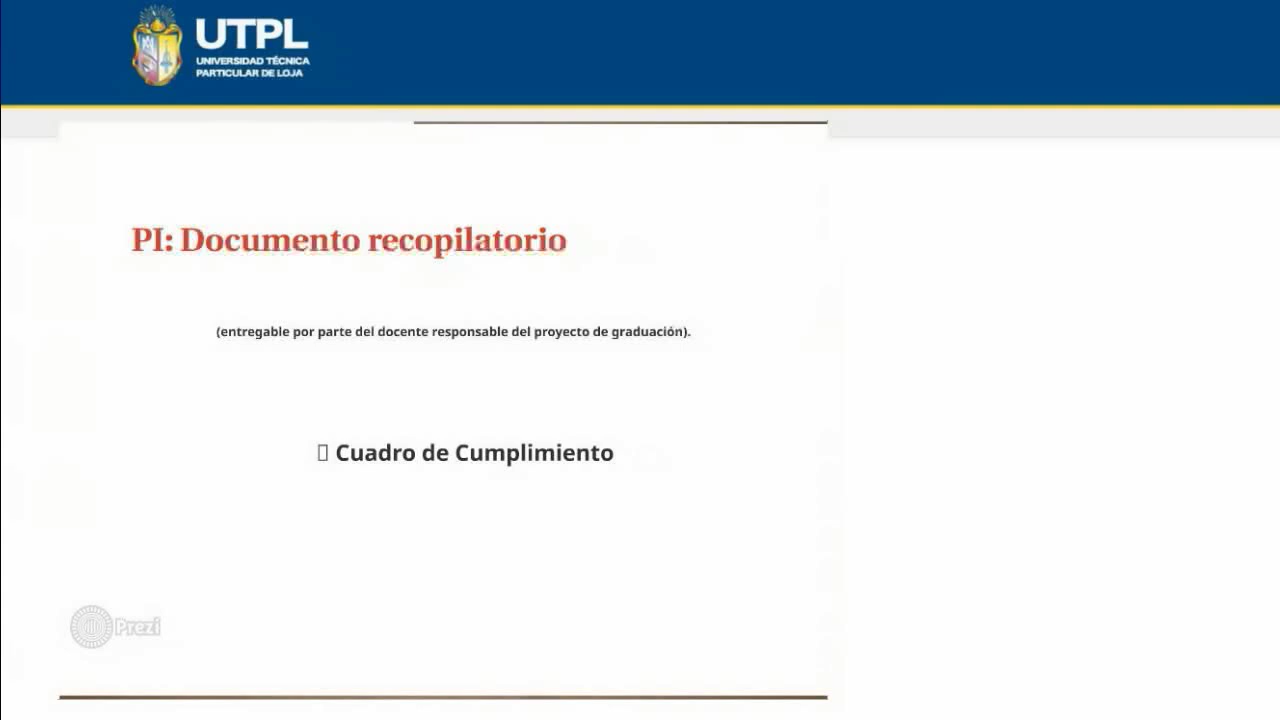 UTPL
UNIVERSIDAD TÉCNICA
PARTICULAR DE LOJA
PI: Documento recopilatorio
(entregable por parte del docente responsable del proyecto de graduación).
▯ Cuadro de Cumplimiento
Prezi